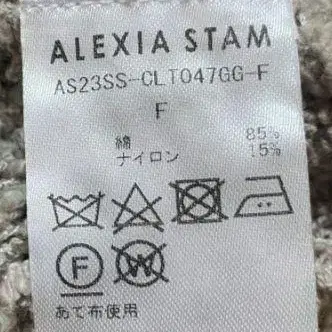 ALEXIA STAM
AS23SS-CLT047GG-F
F
綿 85%
ナイロン 15%
F W
あて布使用